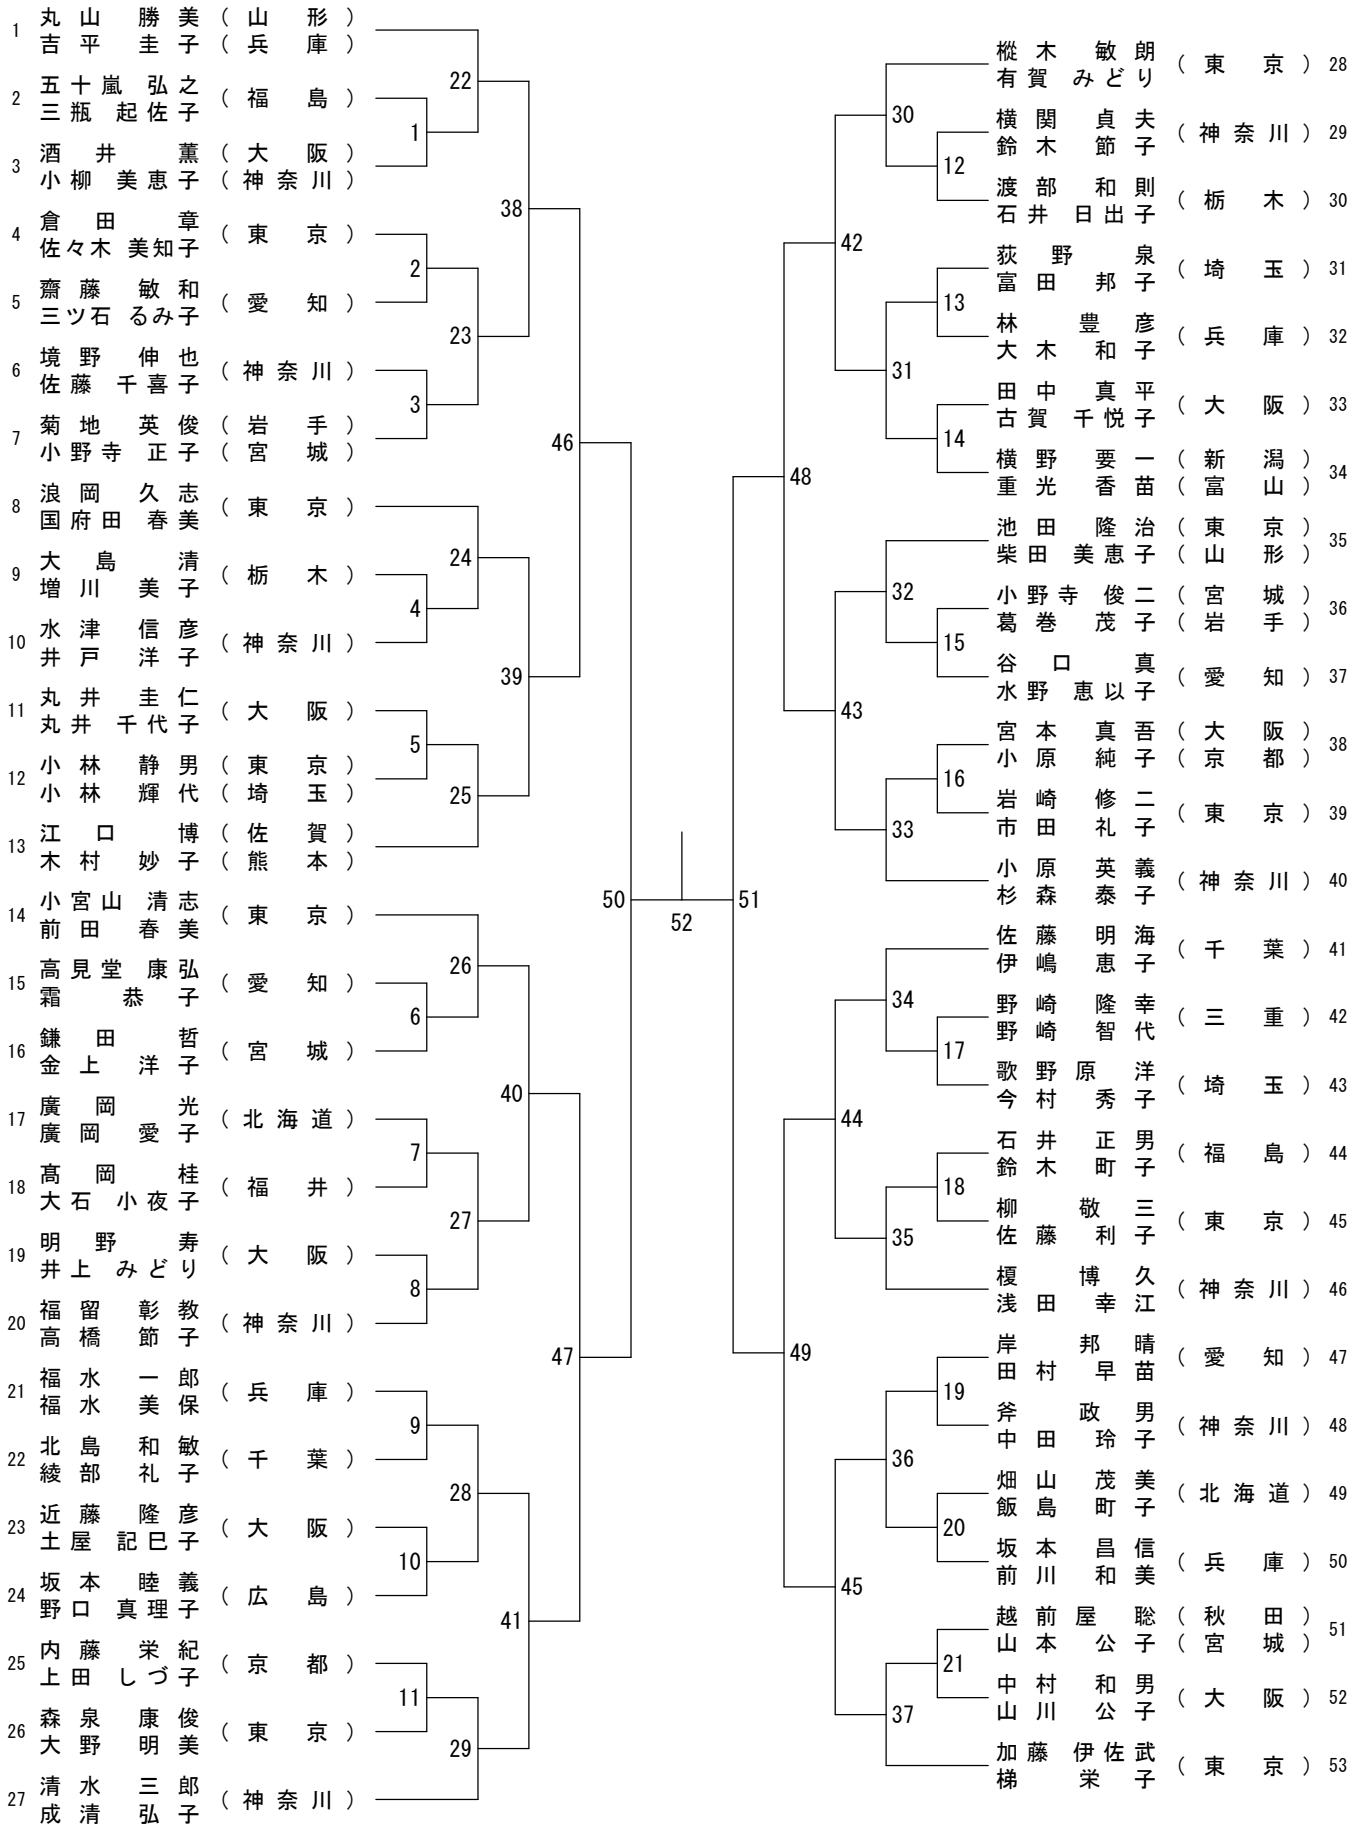 1 丸山 勝美 (山形)
吉平 圭子 (兵庫)
2 五十嵐 弘之 (福島)
三瓶 起佐子
3 酒井 薫 (大阪)
小柳 美恵子 (神奈川)
4 倉田 章 (東京)
佐々木 美知子
5 齋藤 敏和 (愛知)
三ツ石 るみ子
6 境野 伸也 (神奈川)
佐藤 千喜子
7 菊地 英俊 (岩手)
小野寺 正子 (宮城)
8 浪岡 久志 (東京)
国府田 春美
9 大島 清 (栃木)
増川 美子
10 水津 信彦 (神奈川)
井戸 洋子
11 丸井 圭仁 (大阪)
丸井 千代子
12 小林 静男 (東京)
小林 輝代 (埼玉)
13 江口 博 (佐賀)
木村 妙子 (熊本)
14 小宮山 清志 (東京)
前田 春美
15 高見堂 康弘 (愛知)
霜 恭子
16 鎌田 哲 (宮城)
金上 洋子
17 廣岡 光 (北海道)
廣岡 愛子
18 髙岡 桂 (福井)
大石 小夜子
19 明野 寿 (大阪)
井上 みどり
20 福留 彰教 (神奈川)
高橋 節子
21 福水 一郎 (兵庫)
福水 美保
22 北島 和敏 (千葉)
綾部 礼子
23 近藤 隆彦 (大阪)
土屋 記巳子
24 坂本 睦義 (広島)
野口 真理子
25 内藤 栄紀 (京都)
上田 しづ子
26 森泉 康俊 (東京)
大野 明美
27 清水 三郎 (神奈川)
成清 弘子
1
2
3
4
5
6
7
8
9
10
11
22
23
24
25
26
27
28
29
38
39
40
41
46
47
50
52
51
48
49
42
43
44
45
30
31
32
33
34
35
36
37
12
13
14
15
16
17
18
19
20
21
樅木 敏朗 (東京) 28
有賀 みどり
横関 貞夫 (神奈川) 29
鈴木 節子
渡部 和則 (栃木) 30
石井 日出子
荻野 泉 (埼玉) 31
富田 邦子
林 豊彦 (兵庫) 32
大木 和子
田中 真平 (大阪) 33
古賀 千悦子
横野 要一 (新潟) 34
重光 香苗 (富山)
池田 隆治 (東京) 35
柴田 美恵子 (山形)
小野寺 俊二 (宮城) 36
葛巻 茂子 (岩手)
谷口 真 (愛知) 37
水野 恵以子
宮本 真吾 (大阪) 38
小原 純子 (京都)
岩崎 修二 (東京) 39
市田 礼子
小原 英義 (神奈川) 40
杉森 泰子
佐藤 明海 (千葉) 41
伊嶋 恵子
野崎 隆幸 (三重) 42
野崎 智代
歌野原 洋 (埼玉) 43
今村 秀子
石井 正男 (福島) 44
鈴木 町子
柳 敬三 (東京) 45
佐藤 利子
榎 博久 (神奈川) 46
浅田 幸江
岸 邦晴 (愛知) 47
田村 早苗
斧 政男 (神奈川) 48
中田 玲子
畑山 茂美 (北海道) 49
飯島 町子
坂本 昌信 (兵庫) 50
前川 和美
越前屋 聡 (秋田) 51
山本 公子 (宮城)
中村 和男 (大阪) 52
山川 公子
加藤 伊佐武 (東京) 53
梯 栄子